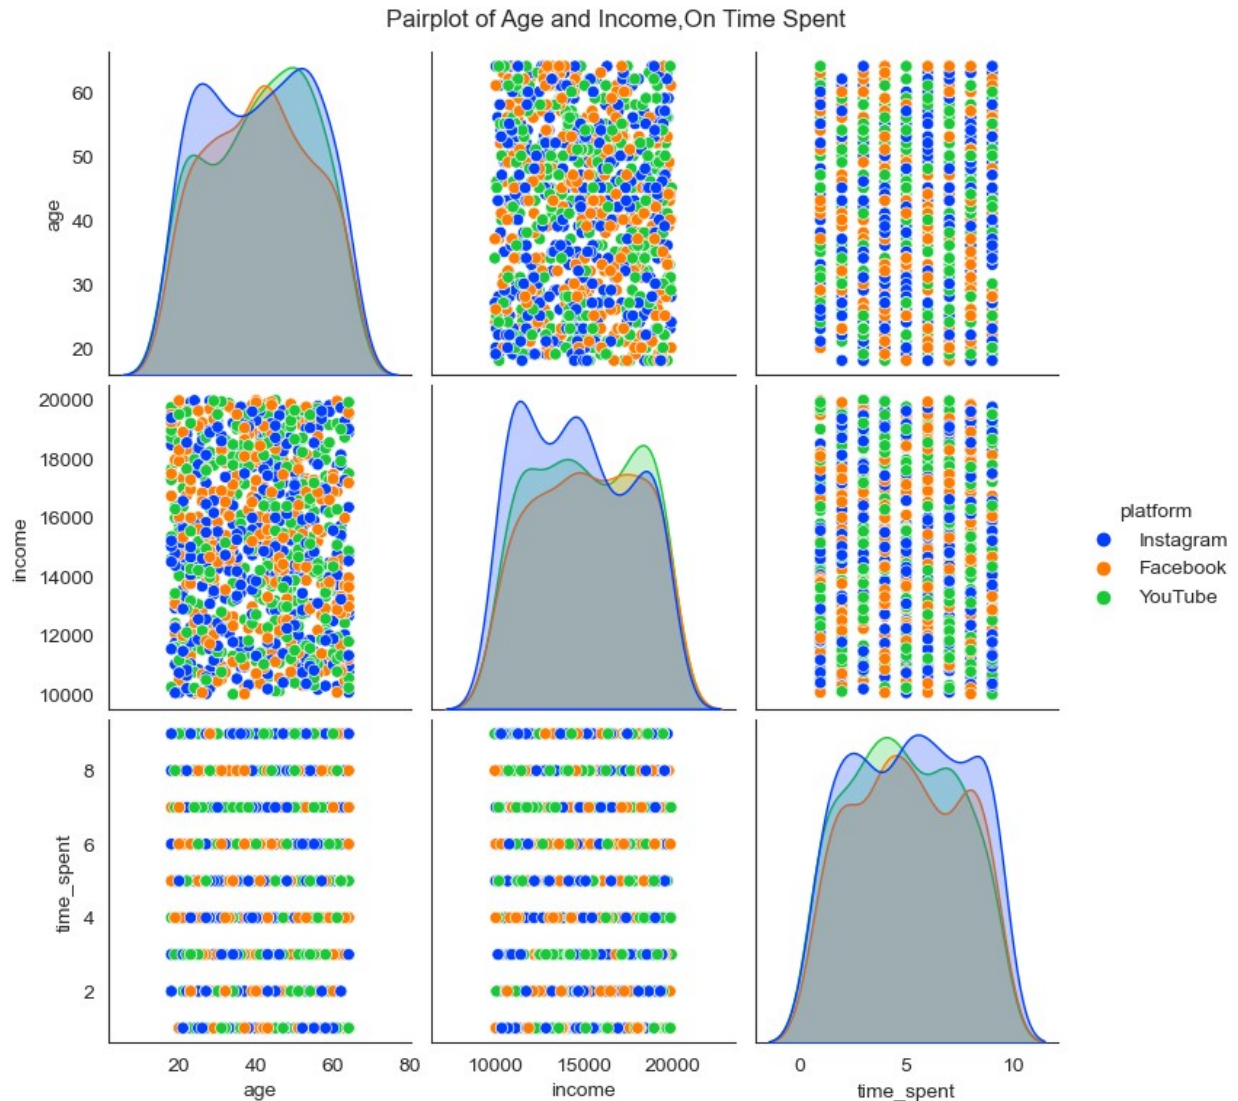 Pairplot of Age and Income,On Time Spent
60
50
40
30
20
age
20000
18000
16000
14000
12000
10000
income
platform
Instagram
Facebook
YouTube
8
6
4
2
time_spent
20 40 60 80
age
10000 15000 20000
income
0 5 10
time_spent